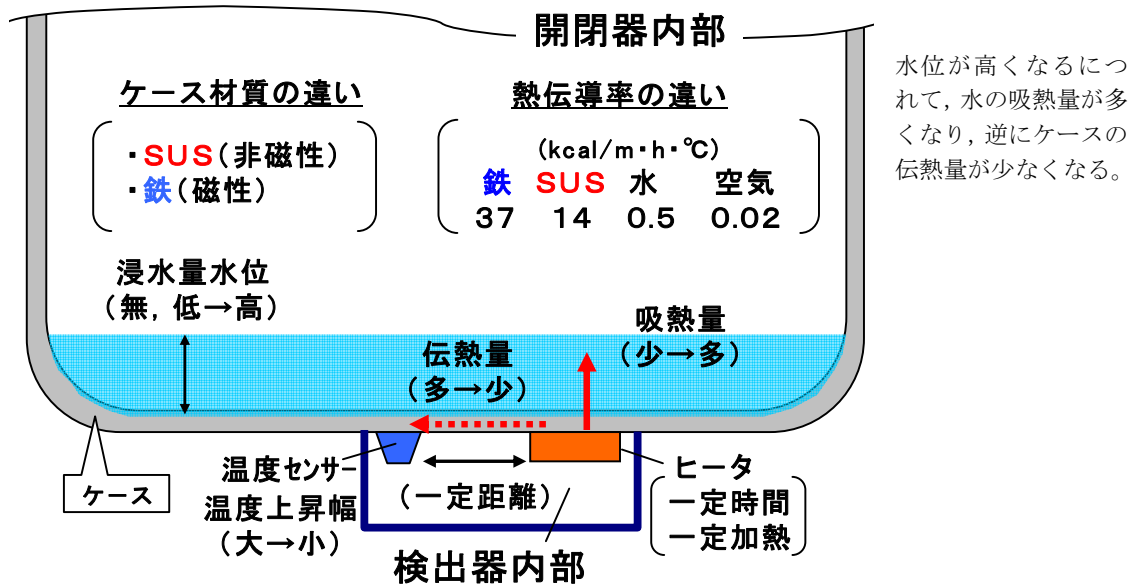 開閉器内部
ケース材質の違い
・SUS(非磁性)
・鉄(磁性)
熱伝導率の違い
(kcal/m・h・℃)
鉄 SUS 水 空気
37 14 0.5 0.02
水位が高くなるにつ
れて, 水の吸熱量が多
くなり, 逆にケースの
伝熱量が少なくなる。
浸水量水位
(無, 低→高)
吸熱量
(少→多)
伝熱量
(多→少)
ケース
温度センサー
温度上昇幅
(大→小)
(一定距離)
ヒータ
一定時間
一定加熱
検出器内部